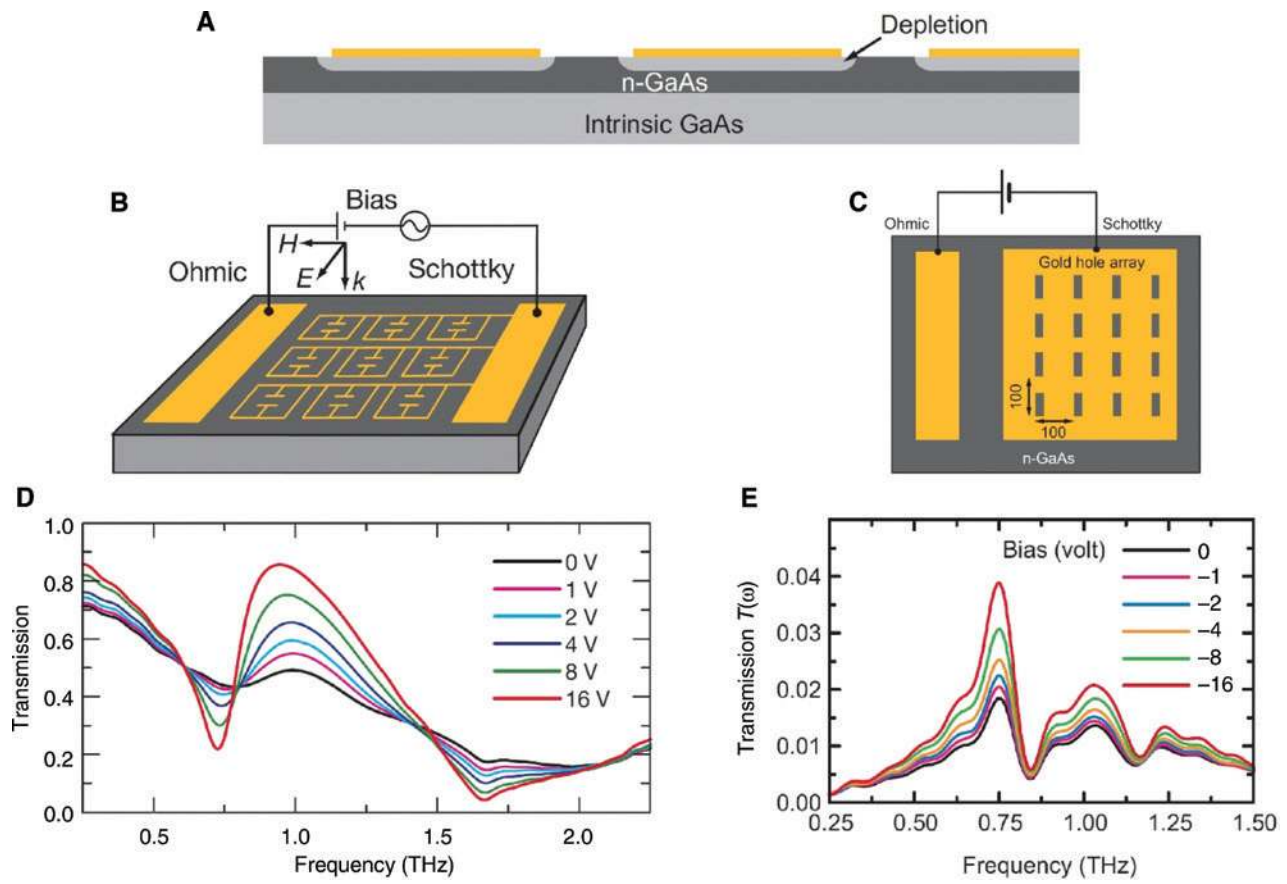 A
Depletion
n-GaAs
Intrinsic GaAs
B
Bias
H
E
k
Ohmic
Schottky
C
Ohmic
Schottky
Gold hole array
100
100
n-GaAs
D
1.0
0.8
0.6
0.4
0.2
0.0
Transmission
0 V
1 V
2 V
4 V
8 V
16 V
0.5
1.0
1.5
2.0
Frequency (THz)
E
Bias (volt)
0
−1
−2
−4
−8
−16
0.04
0.03
0.02
0.01
0.00
Transmission T(ω)
0.25
0.50
0.75
1.00
1.25
1.50
Frequency (THz)